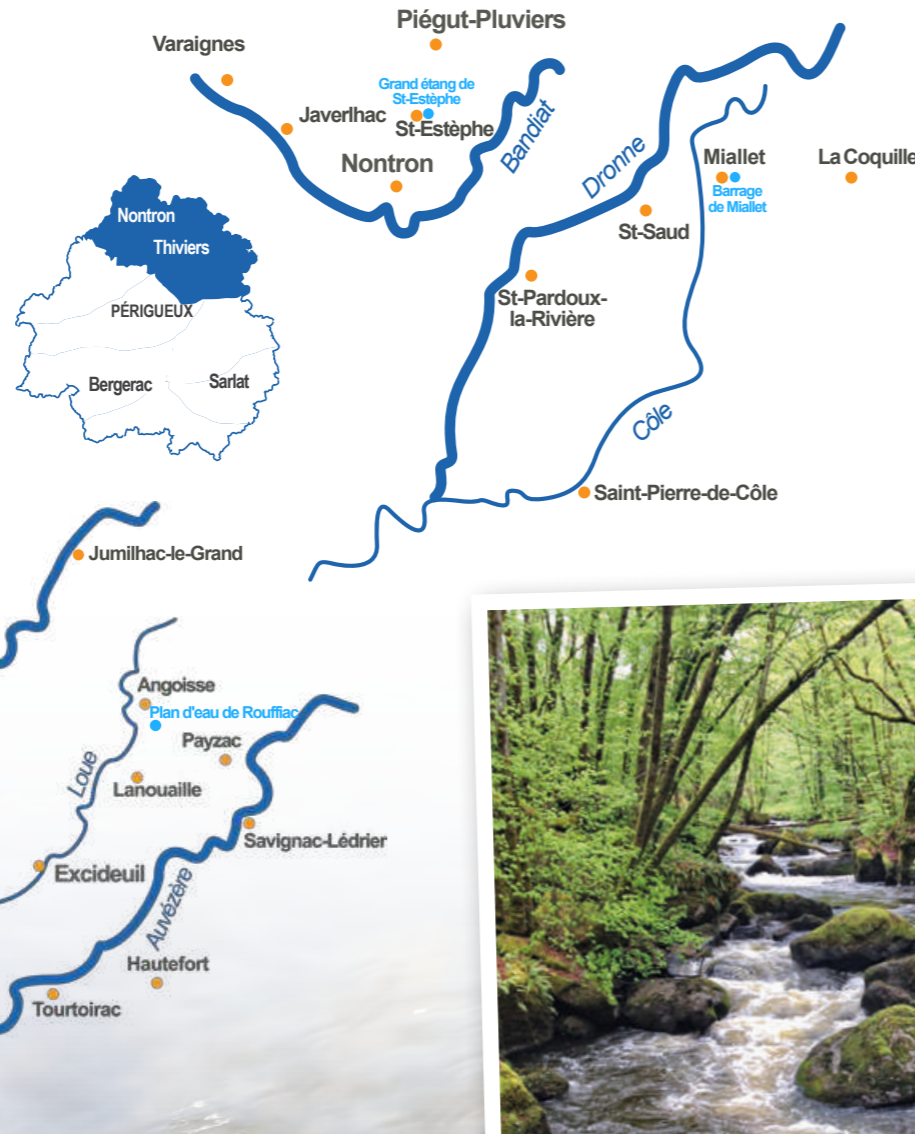 Piégut-Pluviers
Varaignes
Grand étang de
St-Estèphe
Javerlhac
St-Estèphe
Bandiat
Nontron
Dronne
Miallet
La Coquille
Barrage
de Miallet
St-Saud
Nontron
Thiviers
St-Pardoux-
la-Rivière
PÉRIGUEUX
Bergerac
Sarlat
Côle
Saint-Pierre-de-Côle
Jumilhac-le-Grand
Angoisse
Plan d'eau de Rouffiac
Payzac
Loue
Lanouaille
Savignac-Lédrier
Excideuil
Auvézère
Hautefort
Tourtoirac